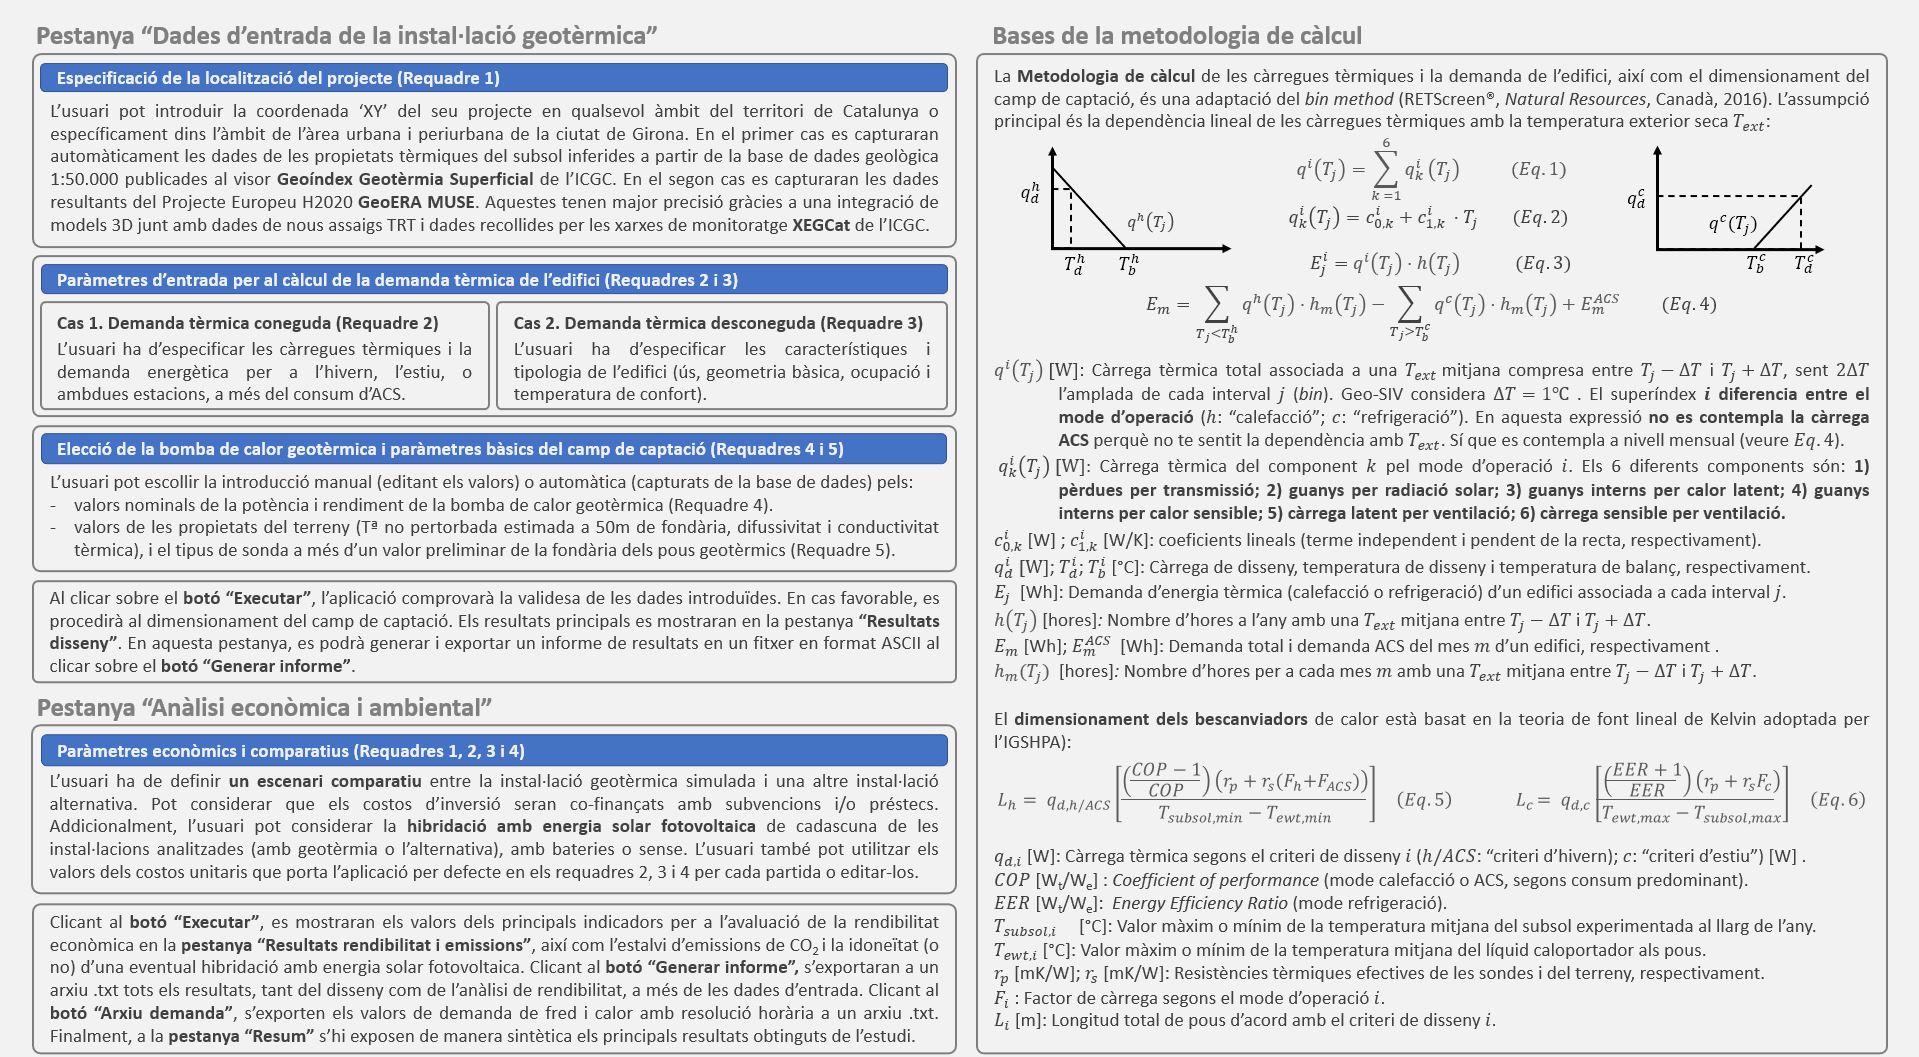 Pestanya “Dades d’entrada de la instal·lació geotèrmica”
Especificació de la localització del projecte (Requadre 1)
L’usuari pot introduir la coordenada ‘XY’ del seu projecte en qualsevol àmbit del territori de Catalunya o
específicament dins l’àmbit de l’àrea urbana i periurbana de la ciutat de Girona. En el primer cas es capturaran
automàticament les dades de les propietats tèrmiques del subsol inferides a partir de la base de dades geològica
1:50.000 publicades al visor Geoíndex Geotèrmia Superficial de l’ICGC. En el segon cas es capturaran les dades
resultants del Projecte Europeu H2020 GeoERA MUSE. Aquestes tenen major precisió gràcies a una integració de
models 3D junt amb dades de nous assaigs TRT i dades recollides per les xarxes de monitoratge XEGCat de l’ICGC.
Paràmetres d’entrada per al càlcul de la demanda tèrmica de l’edifici (Requadres 2 i 3)
Cas 1. Demanda tèrmica coneguda (Requadre 2)
L’usuari ha d’especificar les càrregues tèrmiques i la
demanda energètica per a l’hivern, l’estiu, o
ambdues estacions, a més del consum d’ACS.
Cas 2. Demanda tèrmica desconeguda (Requadre 3)
L’usuari ha d’especificar les característiques i
tipologia de l’edifici (ús, geometria bàsica, ocupació i
temperatura de confort).
Elecció de la bomba de calor geotèrmica i paràmetres bàsics del camp de captació (Requadres 4 i 5)
L’usuari pot escollir la introducció manual (editant els valors) o automàtica (capturats de la base de dades) pels:
- valors nominals de la potència i rendiment de la bomba de calor geotèrmica (Requadre 4).
- valors de les propietats del terreny (Tª no pertorbada estimada a 50m de fondària, difussivitat i conductivitat
tèrmica), i el tipus de sonda a més d’un valor preliminar de la fondària dels pous geotèrmics (Requadre 5).
Al clicar sobre el botó “Executar”, l’aplicació comprovarà la validesa de les dades introduïdes. En cas favorable, es
procedirà al dimensionament del camp de captació. Els resultats principals es mostraran en la pestanya “Resultats
disseny”. En aquesta pestanya, es podrà generar i exportar un informe de resultats en un fitxer en format ASCII al
clicar sobre el botó “Generar informe”.
Pestanya “Anàlisi econòmica i ambiental”
Paràmetres econòmics i comparatius (Requadres 1, 2, 3 i 4)
L’usuari ha de definir un escenari comparatiu entre la instal·lació geotèrmica simulada i una altre instal·lació
alternativa. Pot considerar que els costos d’inversió seran co-finançats amb subvencions i/o préstecs.
Addicionalment, l’usuari pot considerar la hibridació amb energia solar fotovoltaica de cadascuna de les
instal·lacions analitzades (amb geotèrmia o l’alternativa), amb bateries o sense. L’usuari també pot utilitzar els
valors dels costos unitaris que porta l’aplicació per defecte en els requadres 2, 3 i 4 per cada partida o editar-los.
Clicant al botó “Executar”, es mostraran els valors dels principals indicadors per a l’avaluació de la rendibilitat
econòmica en la pestanya “Resultats rendibilitat i emissions”, així com l’estalvi d’emissions de CO₂ i la idoneïtat (o
no) d’una eventual hibridació amb energia solar fotovoltaica. Clicant al botó “Generar informe”, s’exportaran a un
arxiu .txt tots els resultats, tant del disseny com de l’anàlisi de rendibilitat, a més de les dades d’entrada. Clicant al
botó “Arxiu demanda”, s’exporten els valors de demanda de fred i calor amb resolució horària a un arxiu .txt.
Finalment, a la pestanya “Resum” s’hi exposen de manera sintètica els principals resultats obtinguts de l’estudi.
Bases de la metodologia de càlcul
La Metodologia de càlcul de les càrregues tèrmiques i la demanda de l’edifici, així com el dimensionament del
camp de captació, és una adaptació del bin method (RETScreen®, Natural Resources, Canadà, 2016). L’assumpció
principal és la dependència lineal de les càrregues tèrmiques amb la temperatura exterior seca T_ext:
q_d^h q^h(T_j) T_d^h T_b^h
q^i(T_j) = ∑_{k=1}^{6} q_k^i (T_j) (Eq. 1)
q_k^i(T_j) = c_{0,k}^i + c_{1,k}^i · T_j (Eq. 2)
E_j^i = q^i(T_j) · h(T_j) (Eq. 3)
q_d^c q^c(T_j) T_b^c T_d^c
E_m = ∑_{T_j<T_b^h} q^h(T_j) · h_m(T_j) − ∑_{T_j>T_b^c} q^c(T_j) · h_m(T_j) + E_m^{ACS} (Eq. 4)
q^i(T_j) [W]: Càrrega tèrmica total associada a una T_ext mitjana compresa entre T_j − ΔT i T_j + ΔT, sent 2ΔT
l’amplada de cada interval j (bin). Geo-SIV considera ΔT = 1°C . El superíndex i diferencia entre el
mode d’operació (h: “calefacció”; c: “refrigeració”). En aquesta expressió no es contempla la càrrega
ACS perquè no te sentit la dependència amb T_ext. Sí que es contempla a nivell mensual (veure Eq. 4).
q_k^i(T_j) [W]: Càrrega tèrmica del component k pel mode d’operació i. Els 6 diferents components són: 1)
pèrdues per transmissió; 2) guanys per radiació solar; 3) guanys interns per calor latent; 4) guanys
interns per calor sensible; 5) càrrega latent per ventilació; 6) càrrega sensible per ventilació.
c_{0,k}^i [W] ; c_{1,k}^i [W/K]: coeficients lineals (terme independent i pendent de la recta, respectivament).
q_d^i [W]; T_d^i; T_b^i [°C]: Càrrega de disseny, temperatura de disseny i temperatura de balanç, respectivament.
E_j [Wh]: Demanda d’energia tèrmica (calefacció o refrigeració) d’un edifici associada a cada interval j.
h(T_j) [hores]: Nombre d’hores a l’any amb una T_ext mitjana entre T_j − ΔT i T_j + ΔT.
E_m [Wh]; E_m^{ACS} [Wh]: Demanda total i demanda ACS del mes m d’un edifici, respectivament .
h_m(T_j) [hores]: Nombre d’hores per a cada mes m amb una T_ext mitjana entre T_j − ΔT i T_j + ΔT.
El dimensionament dels bescanviadors de calor està basat en la teoria de font lineal de Kelvin adoptada per
l’IGSHPA):
L_h = q_{d,h/ACS} [((COP − 1)/COP)(r_p + r_s(F_h+F_ACS)) / (T_{subsol,min} − T_{ewt,min})] (Eq. 5) L_c = q_{d,c} [((EER + 1)/EER)(r_p + r_sF_c) / (T_{ewt,max} − T_{subsol,max})] (Eq. 6)
q_{d,i} [W]: Càrrega tèrmica segons el criteri de disseny i (h/ACS: “criteri d’hivern); c: “criteri d’estiu”) [W] .
COP [Wₜ/Wₑ] : Coefficient of performance (mode calefacció o ACS, segons consum predominant).
EER [Wₜ/Wₑ]: Energy Efficiency Ratio (mode refrigeració).
T_{subsol,i} [°C]: Valor màxim o mínim de la temperatura mitjana del subsol experimentada al llarg de l’any.
T_{ewt,i} [°C]: Valor màxim o mínim de la temperatura mitjana del líquid caloportador als pous.
r_p [mK/W]; r_s [mK/W]: Resistències tèrmiques efectives de les sondes i del terreny, respectivament.
F_i : Factor de càrrega segons el mode d’operació i.
L_i [m]: Longitud total de pous d’acord amb el criteri de disseny i.